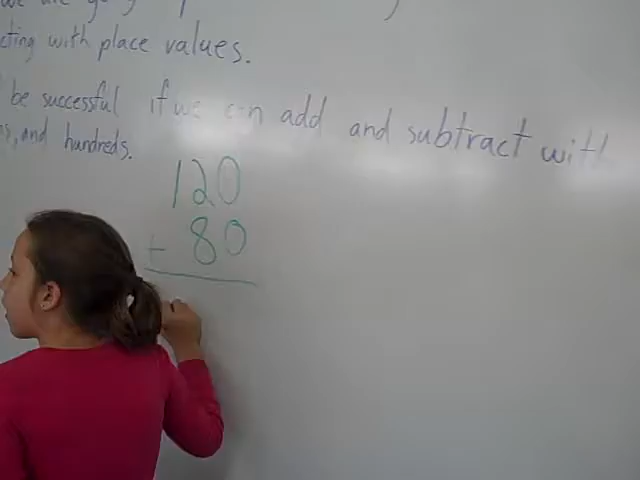 cting with place values.
be successful if we can add and subtract with
and hundreds.
120
+ 80